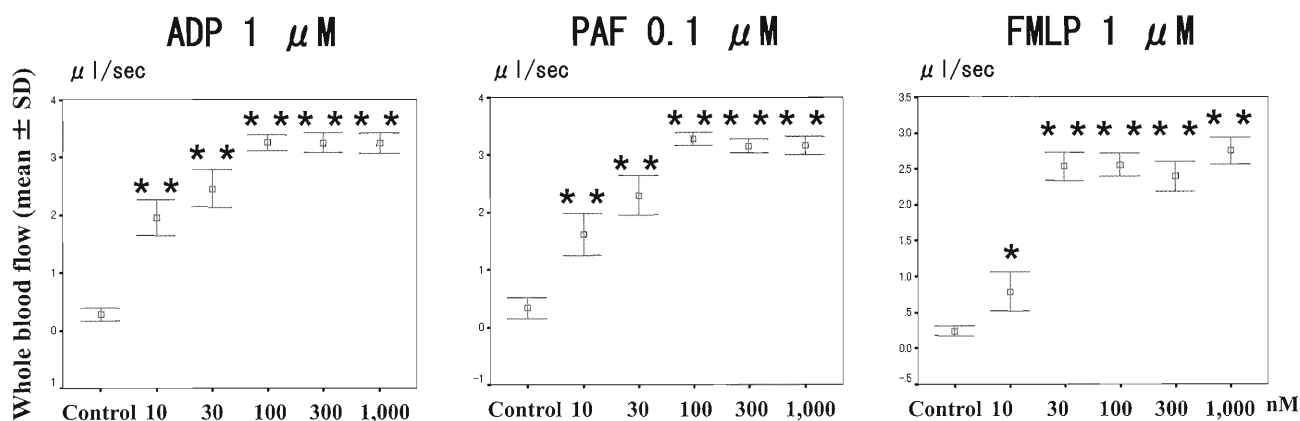 ADP 1 μM
PAF 0.1 μM
FMLP 1 μM
μl/sec
μl/sec
μl/sec
Whole blood flow (mean ± SD)
4
3
2
1
0
1
Control 10 30 100 300 1,000
4
3
2
1
0
-1
Control 10 30 100 300 1,000
3.5
3.0
2.5
2.0
1.5
1.0
.5
0.0
-.5
Control 10 30 100 300 1,000 nM
** ** ** ** **
** ** ** ** **
* ** ** ** **